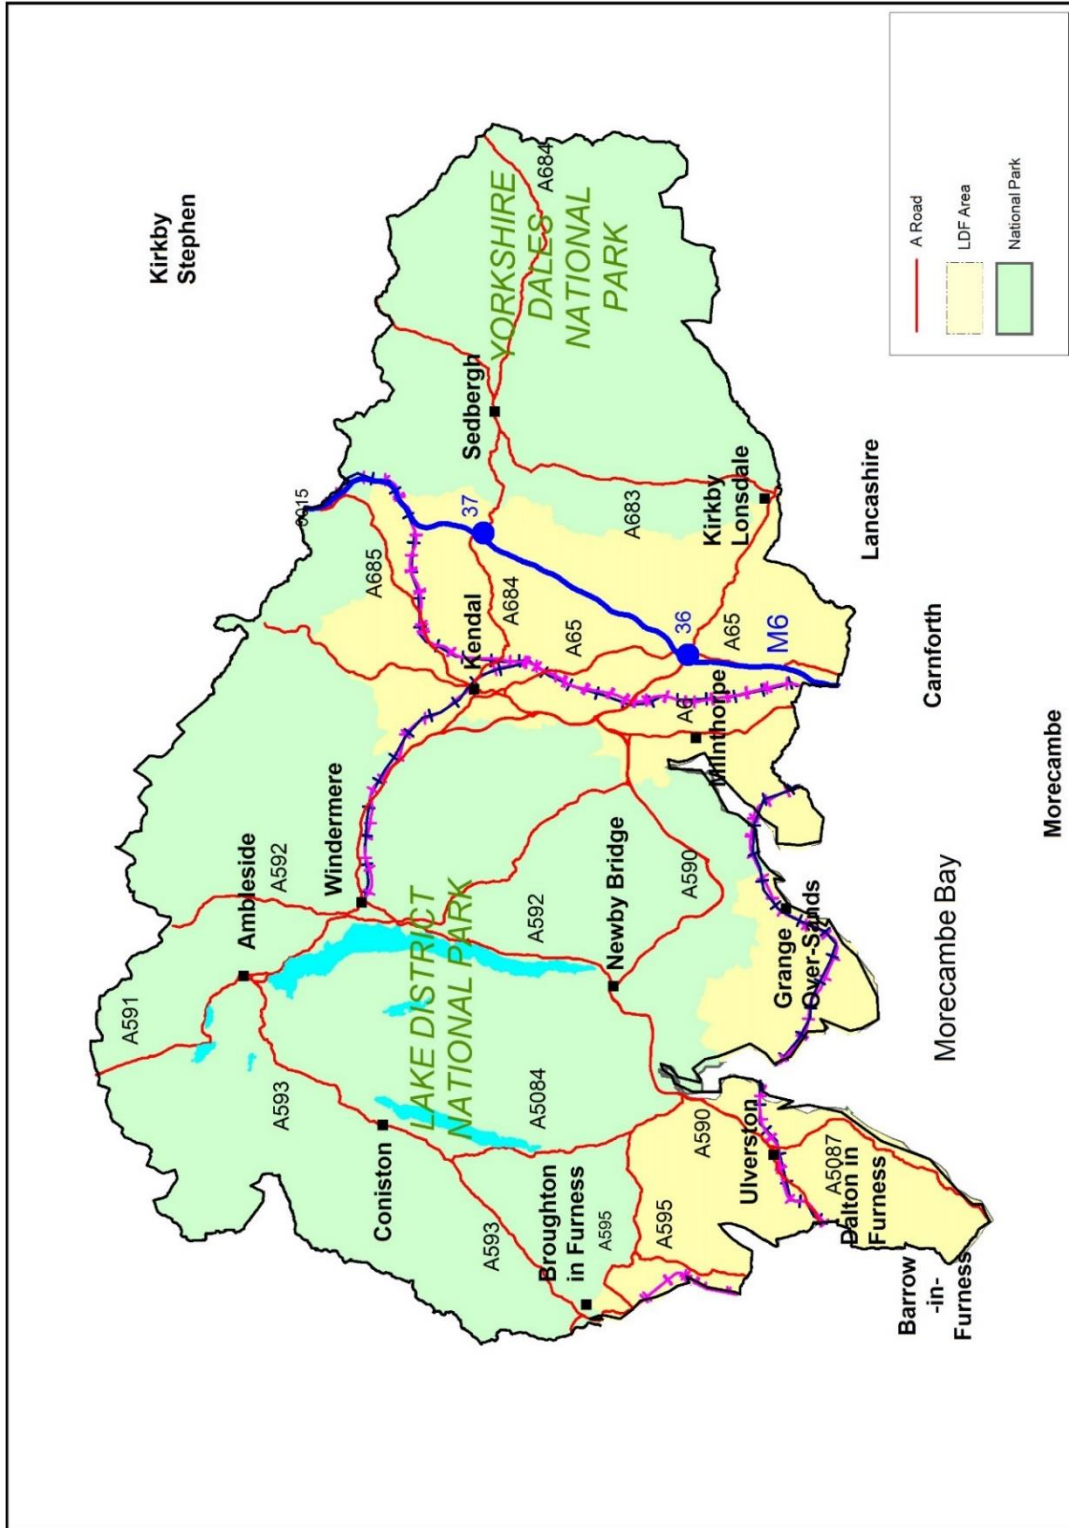 A591
Kirkby
Stephen
Ambleside
A592
A593
Windermere
A685
Coniston
LAKE DISTRICT
NATIONAL PARK
37
Kendal
Sedbergh
A593
YORKSHIRE
DALES
NATIONAL
PARK
A684
A5084
A592
A684
Broughton
in Furness
A65
A595
Newby Bridge
A683
A595
36
A6
A590
A590
Milnthorpe
Kirkby
Lonsdale
A65
Ulverston
M6
Grange
Over-Sands
A5087
Dalton in
Furness
Lancashire
Barrow
-in-
Furness
A Road
LDF Area
National Park
Carnforth
Morecambe Bay
Morecambe